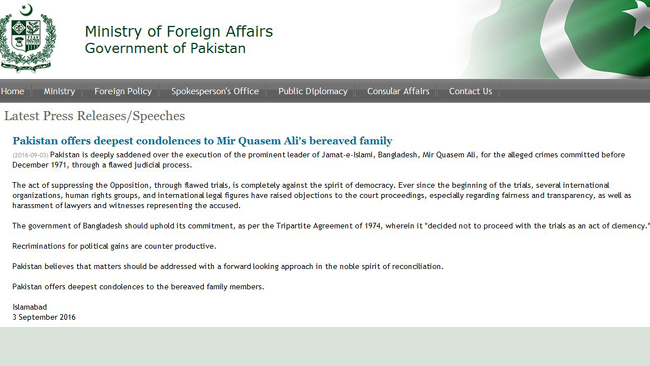 Ministry of Foreign Affairs
Government of Pakistan
Home Ministry Foreign Policy Spokesperson's Office Public Diplomacy Consular Affairs Contact Us
Latest Press Releases/Speeches
Pakistan offers deepest condolences to Mir Quasem Ali's bereaved family
(2016-09-03) Pakistan is deeply saddened over the execution of the prominent leader of Jamat-e-Islami, Bangladesh, Mir Quasem Ali, for the alleged crimes committed before
December 1971, through a flawed judicial process.
The act of suppressing the Opposition, through flawed trials, is completely against the spirit of democracy. Ever since the beginning of the trials, several international
organizations, human rights groups, and international legal figures have raised objections to the court proceedings, especially regarding fairness and transparency, as well as
harassment of lawyers and witnesses representing the accused.
The government of Bangladesh should uphold its commitment, as per the Tripartite Agreement of 1974, wherein it "decided not to proceed with the trials as an act of clemency."
Recriminations for political gains are counter productive.
Pakistan believes that matters should be addressed with a forward looking approach in the noble spirit of reconciliation.
Pakistan offers deepest condolences to the bereaved family members.
Islamabad
3 September 2016